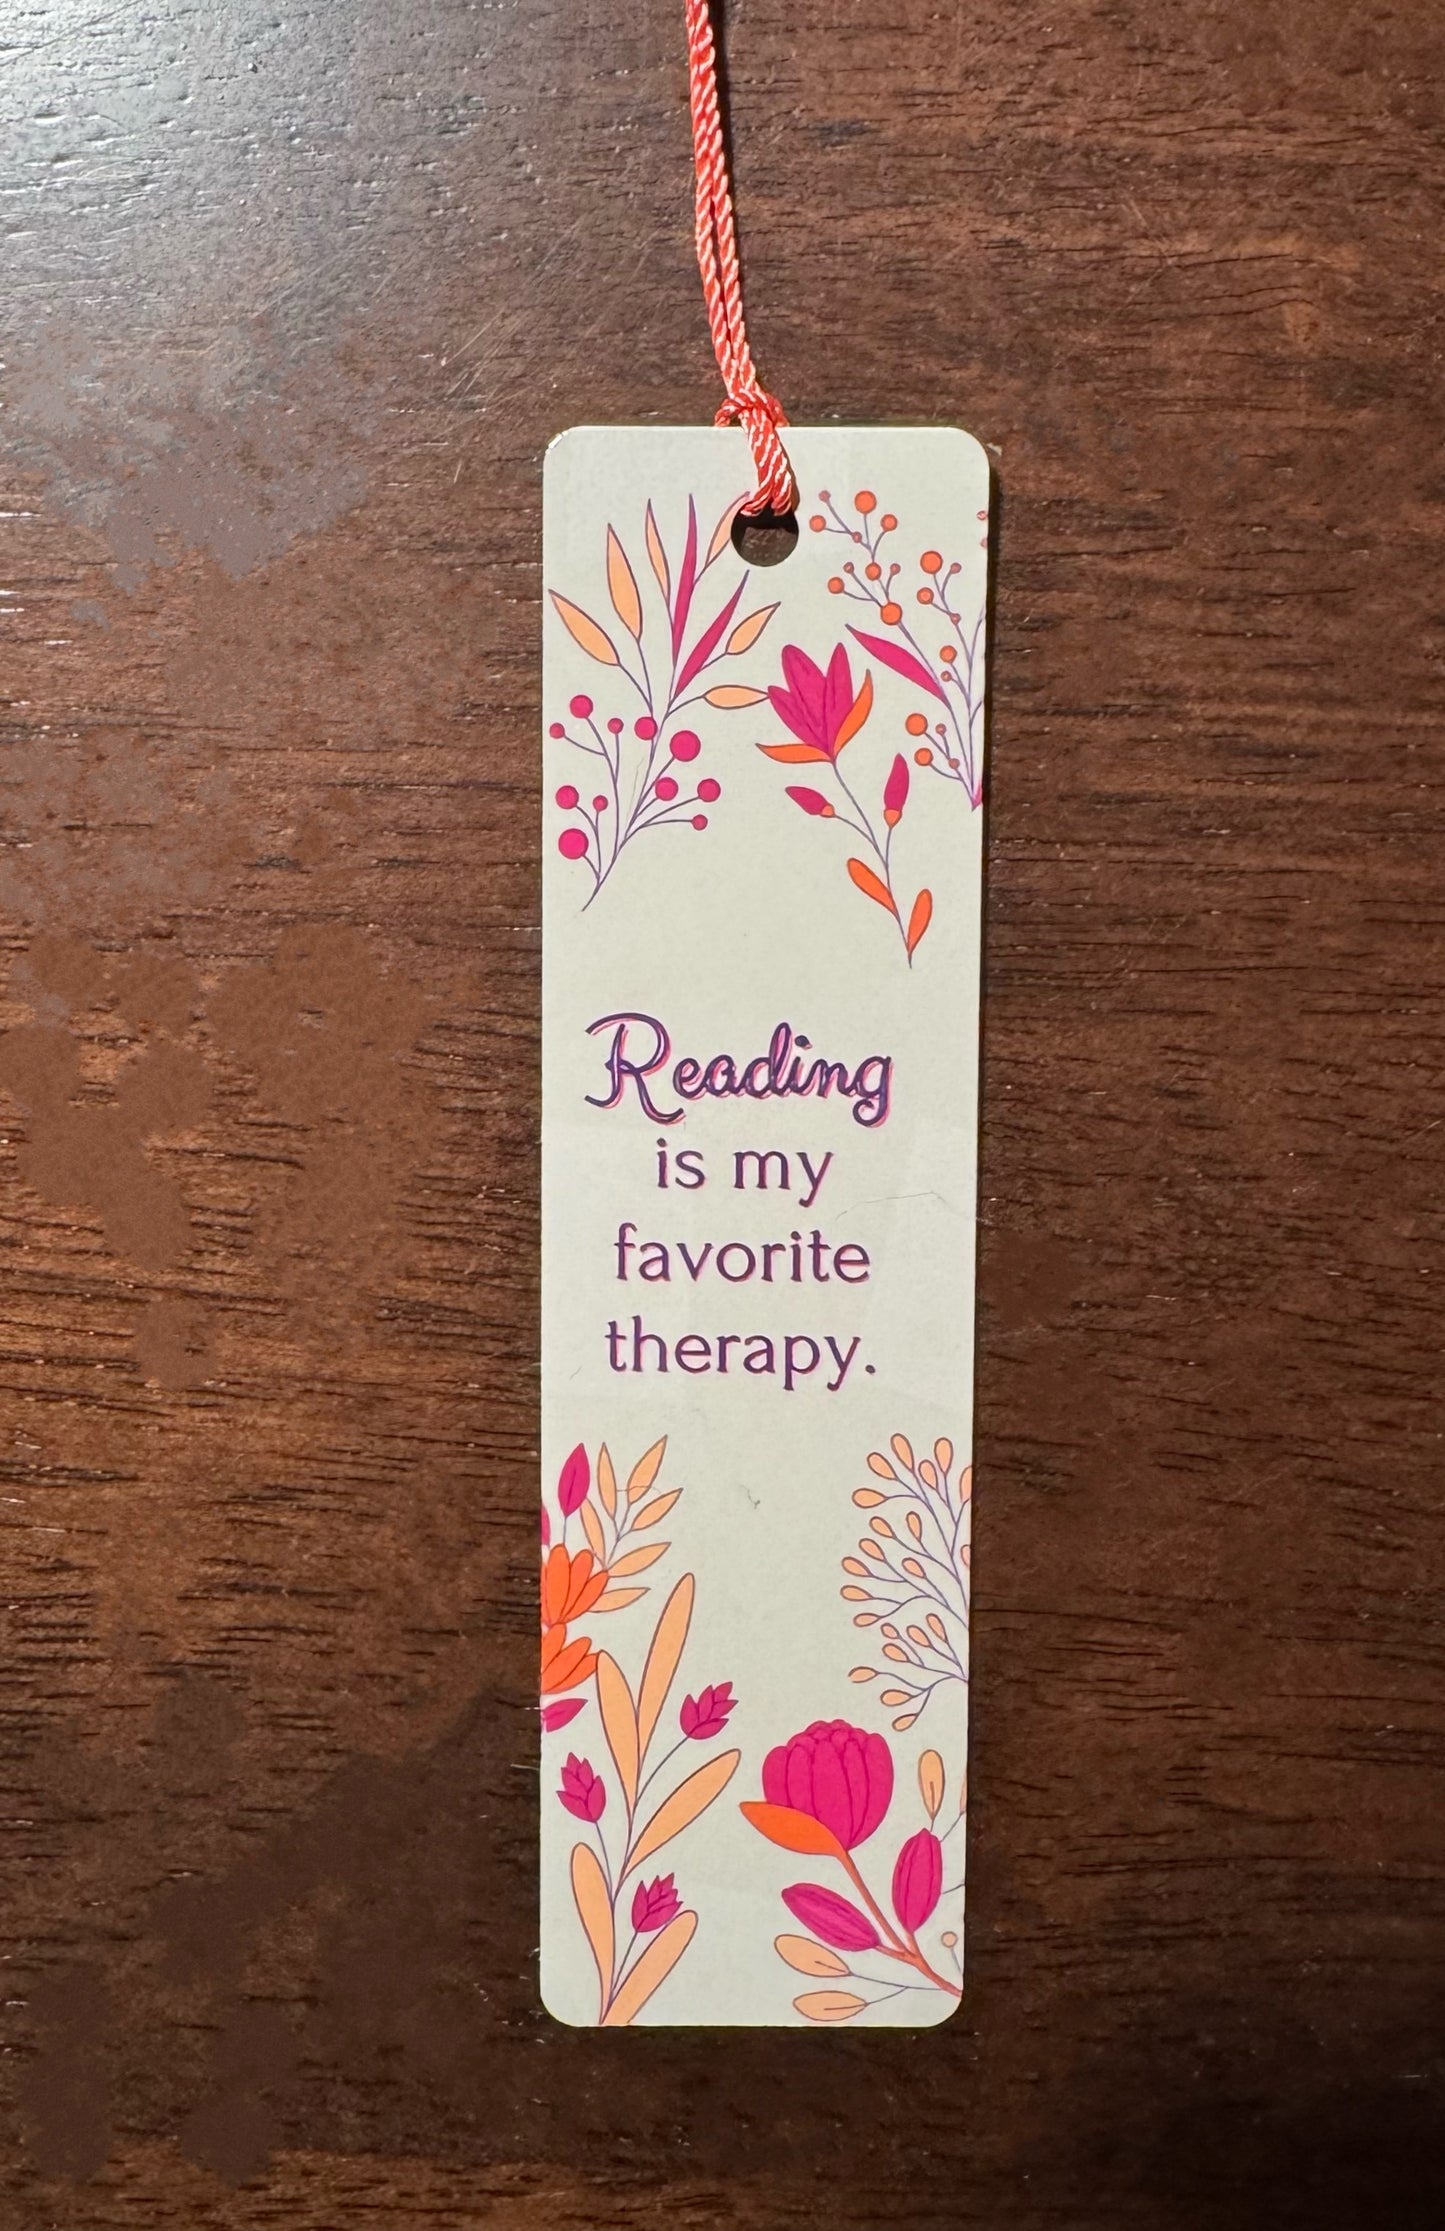 Reading
is my
favorite
therapy.